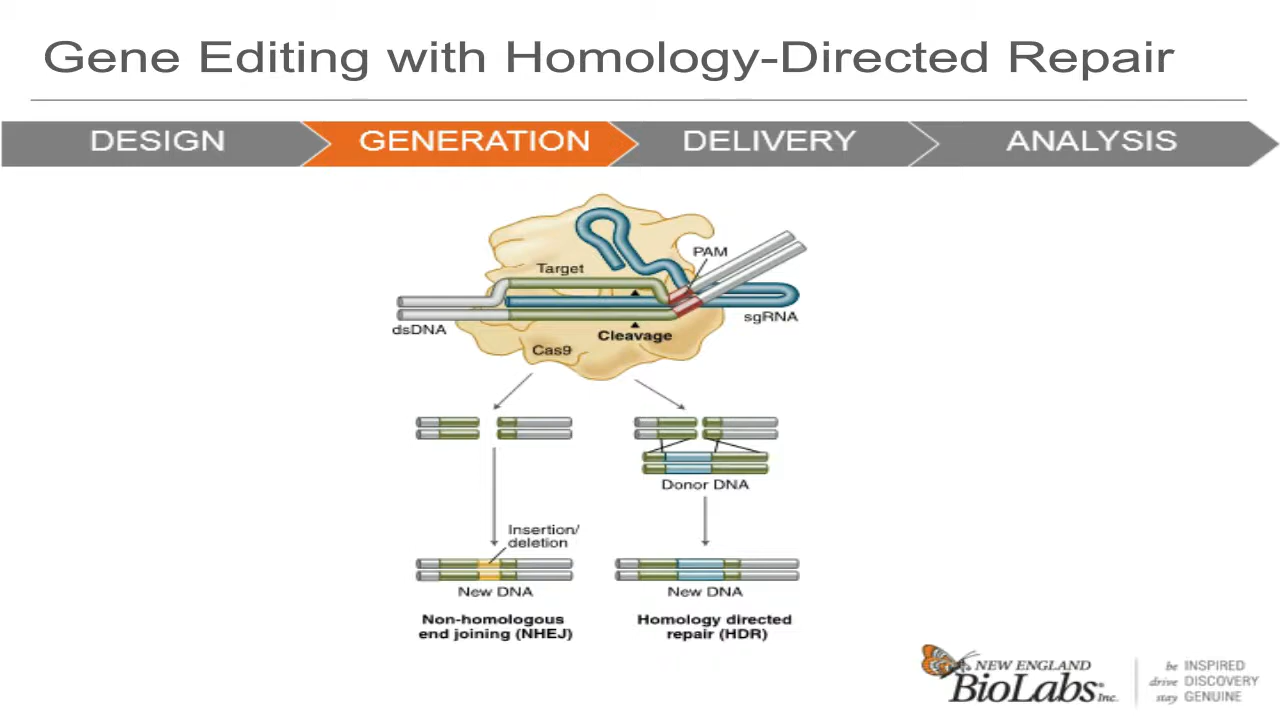 Gene Editing with Homology-Directed Repair
DESIGN
GENERATION
DELIVERY
ANALYSIS
PAM
Target
dsDNA
sgRNA
Cleavage
Cas9
Donor DNA
Insertion/
deletion
New DNA
New DNA
Non-homologous
end joining (NHEJ)
Homology directed
repair (HDR)
NEW ENGLAND
BioLabs® Inc.
be INSPIRED
drive DISCOVERY
stay GENUINE